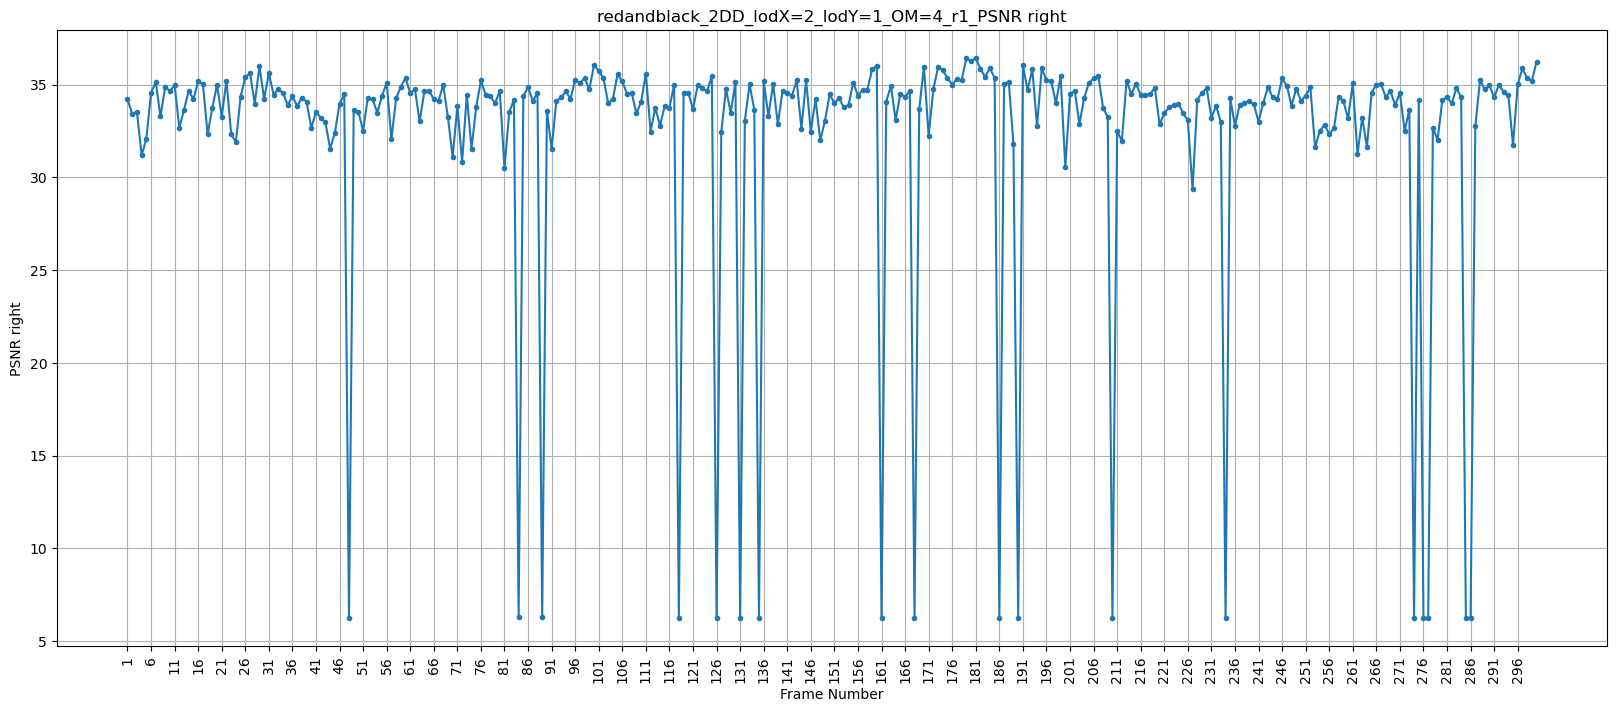 redandblack_2DD_lodX=2_lodY=1_OM=4_r1_PSNR right
PSNR right
35
30
25
20
15
10
5
1 6 11 16 21 26 31 36 41 46 51 56 61 66 71 76 81 86 91 96 101 106 111 116 121 126 131 136 141 146 151 156 161 166 171 176 181 186 191 196 201 206 211 216 221 226 231 236 241 246 251 256 261 266 271 276 281 286 291 296
Frame Number